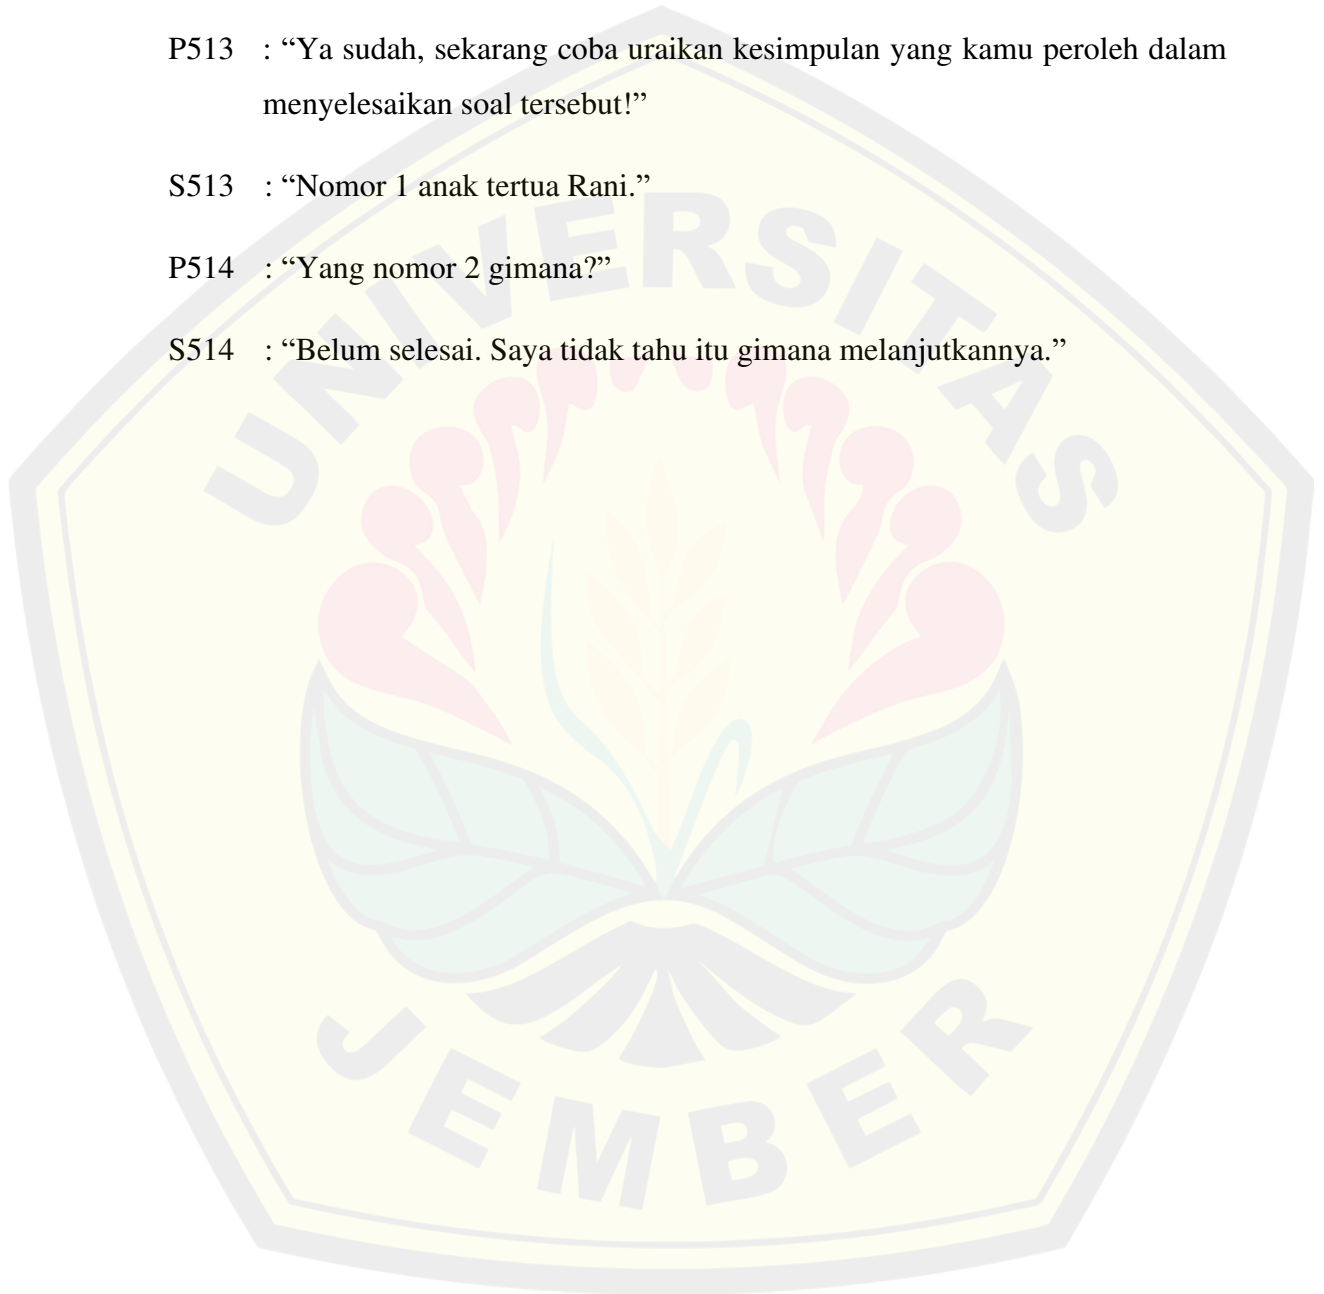 P513 : “Ya sudah, sekarang coba uraikan kesimpulan yang kamu peroleh dalam
menyelesaikan soal tersebut!”
S513 : “Nomor 1 anak tertua Rani.”
P514 : “Yang nomor 2 gimana?”
S514 : “Belum selesai. Saya tidak tahu itu gimana melanjutkannya.”
UNIVERSITAS
JEMBER